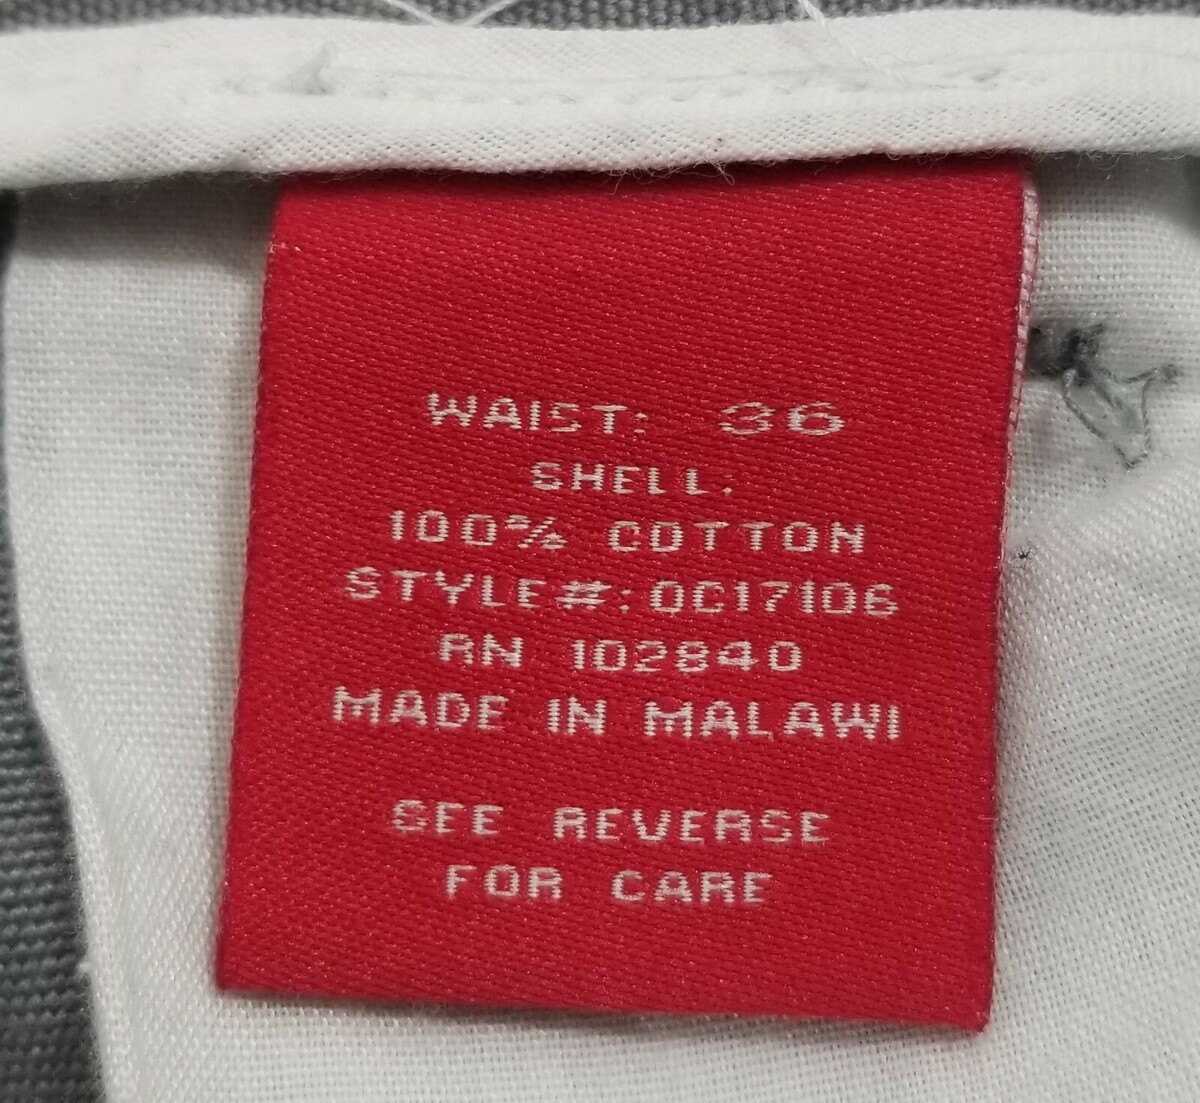 WAIST: 36
SHELL:
100% COTTON
STYLE#: OC17106
RN 102840
MADE IN MALAWI
SEE REVERSE
FOR CARE